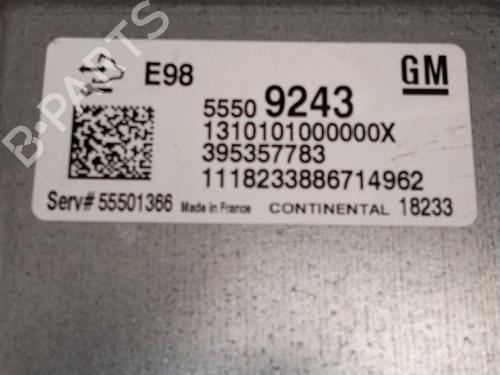 B-PARTS
E98
GM
5550 9243
1310101000000X
395357783
1118233886714962
Serv# 55501366 Made in France CONTINENTAL 18233